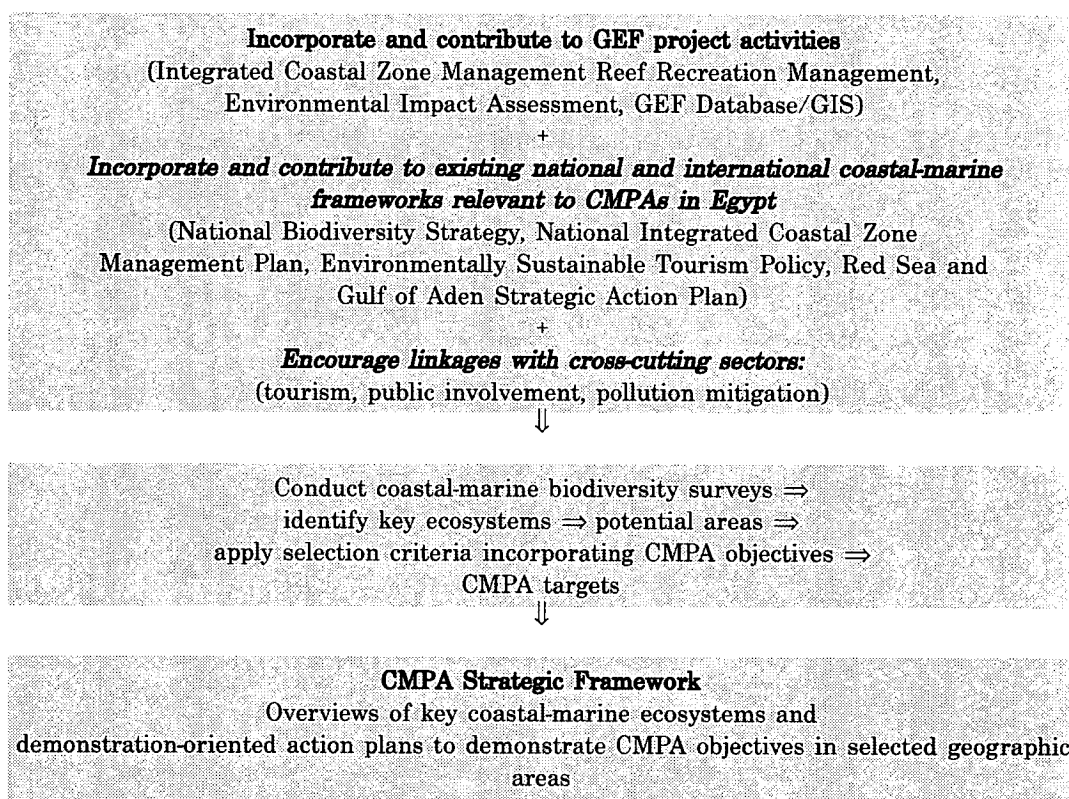 Incorporate and contribute to GEF project activities
(Integrated Coastal Zone Management Reef Recreation Management,
Environmental Impact Assessment, GEF Database/GIS)
+
Incorporate and contribute to existing national and international coastal-marine
frameworks relevant to CMPAs in Egypt
(National Biodiversity Strategy, National Integrated Coastal Zone
Management Plan, Environmentally Sustainable Tourism Policy, Red Sea and
Gulf of Aden Strategic Action Plan)
+
Encourage linkages with cross-cutting sectors:
(tourism, public involvement, pollution mitigation)
⇓
Conduct coastal-marine biodiversity surveys ⇒
identify key ecosystems ⇒ potential areas ⇒
apply selection criteria incorporating CMPA objectives ⇒
CMPA targets
⇓
CMPA Strategic Framework
Overviews of key coastal-marine ecosystems and
demonstration-oriented action plans to demonstrate CMPA objectives in selected geographic
areas